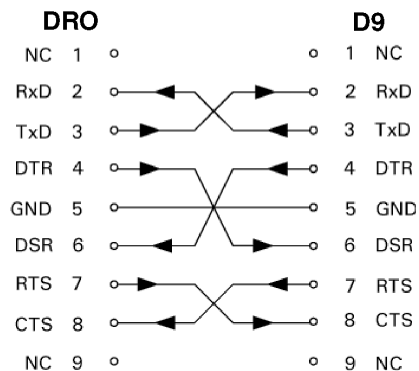 DRO D9
NC 1 1 NC
RxD 2 2 RxD
TxD 3 3 TxD
DTR 4 4 DTR
GND 5 5 GND
DSR 6 6 DSR
RTS 7 7 RTS
CTS 8 8 CTS
NC 9 9 NC